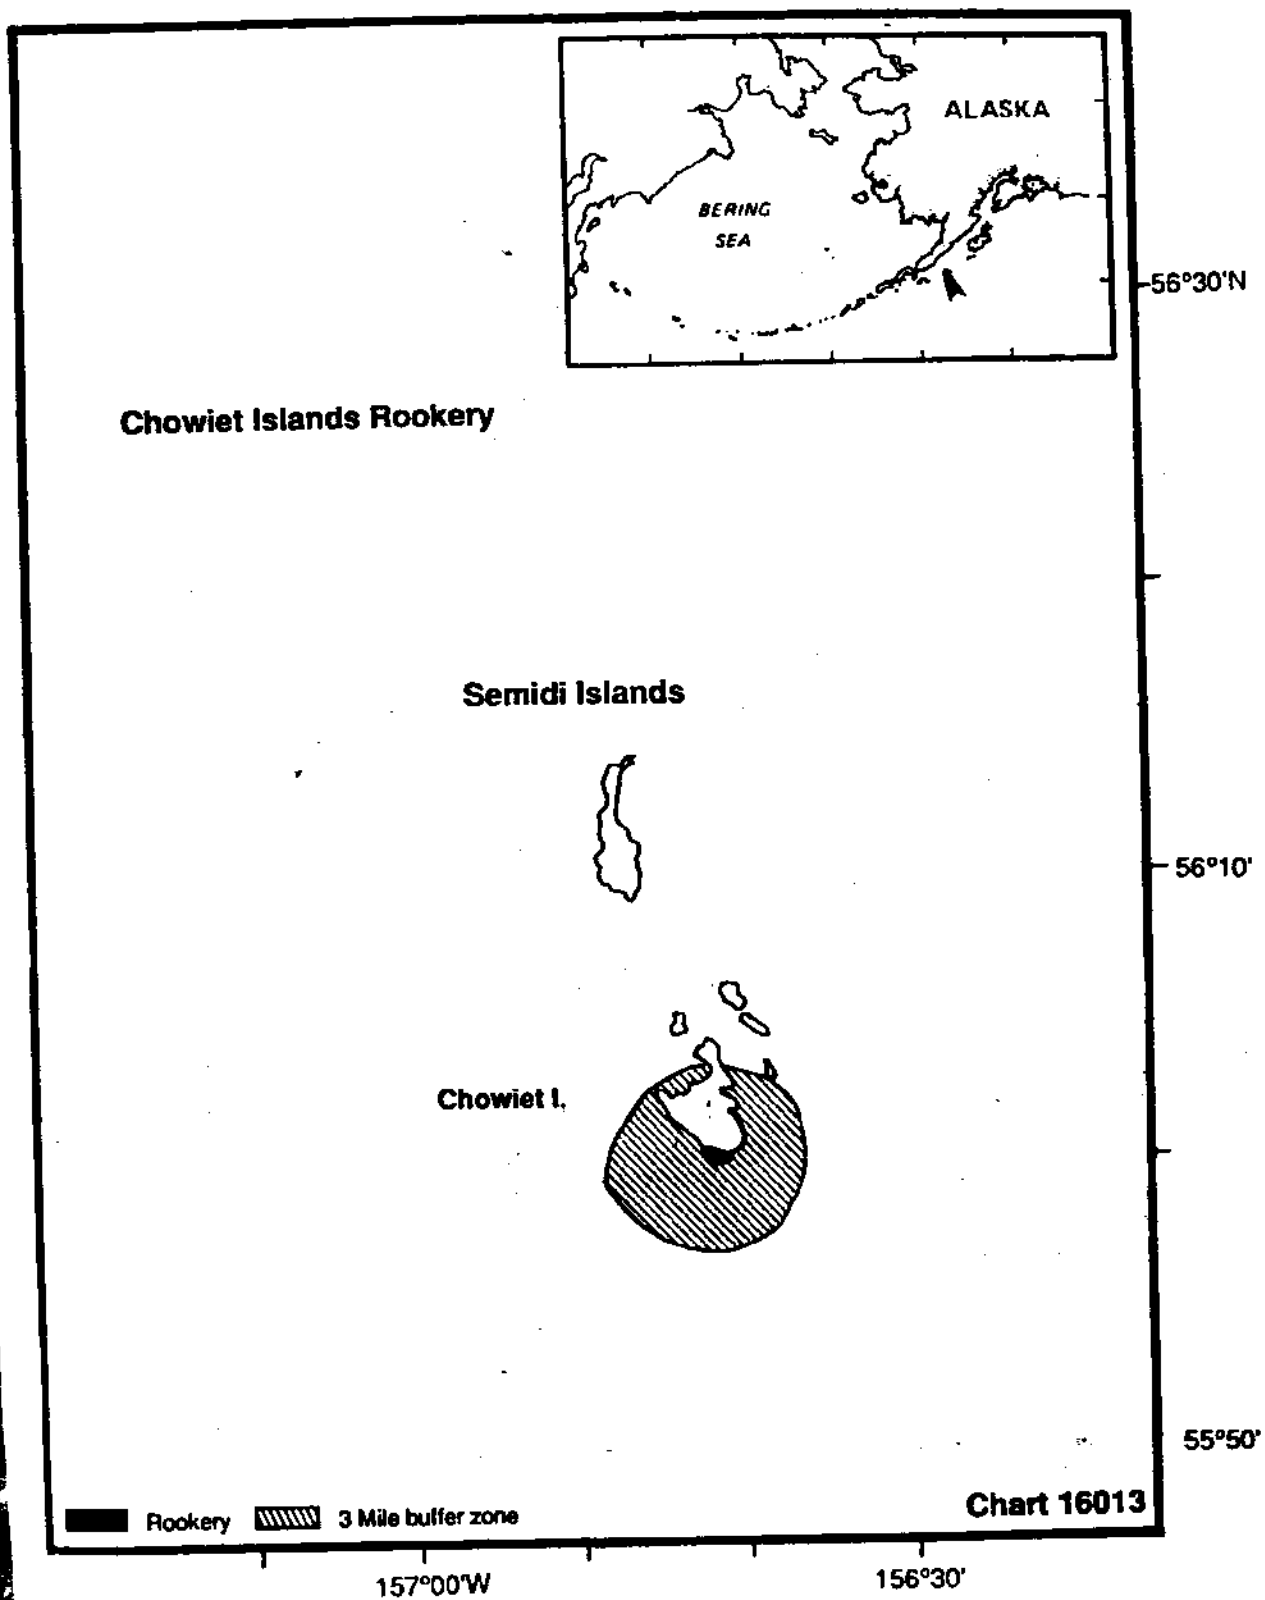 ALASKA
BERING
SEA
56°30'N
Chowiet Islands Rookery
Semidi Islands
56°10'
Chowiet I.
55°50'
Chart 16013
Rookery 3 Mile buffer zone
157°00'W 156°30'